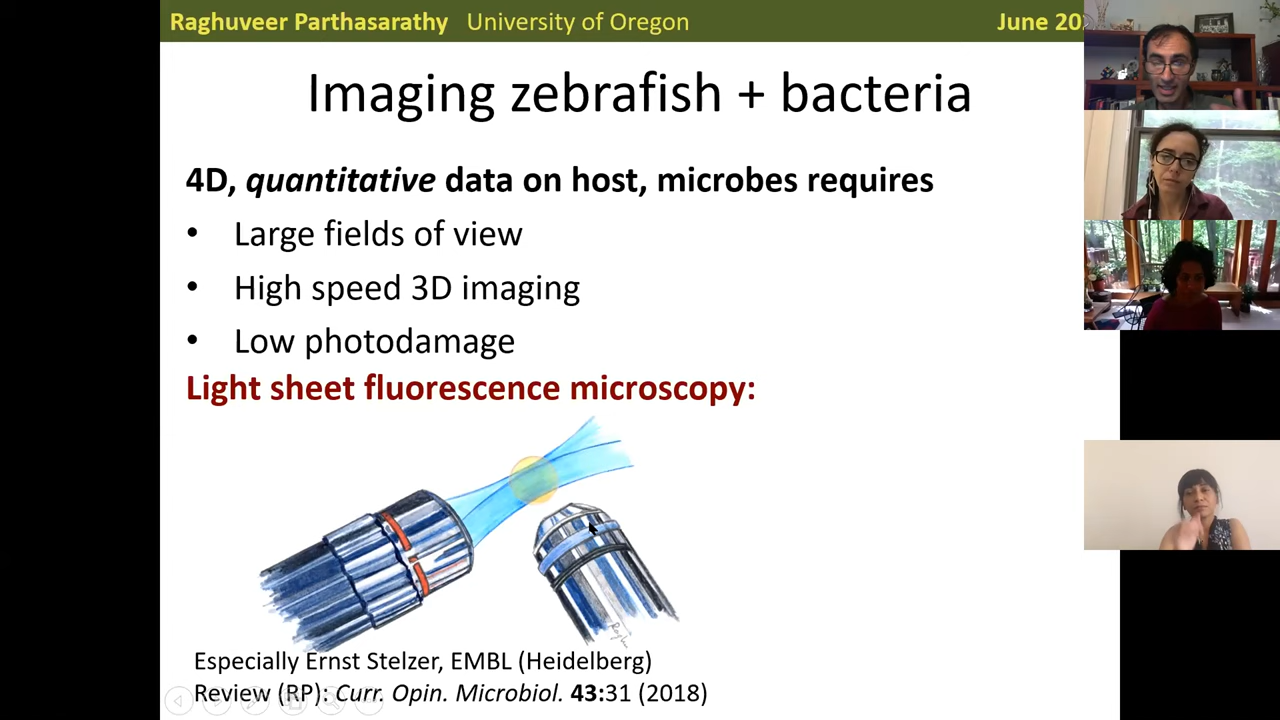 Raghuveer Parthasarathy University of Oregon June 20
Imaging zebrafish + bacteria
4D, quantitative data on host, microbes requires
• Large fields of view
• High speed 3D imaging
• Low photodamage
Light sheet fluorescence microscopy:
Especially Ernst Stelzer, EMBL (Heidelberg)
Review (RP): Curr. Opin. Microbiol. 43:31 (2018)